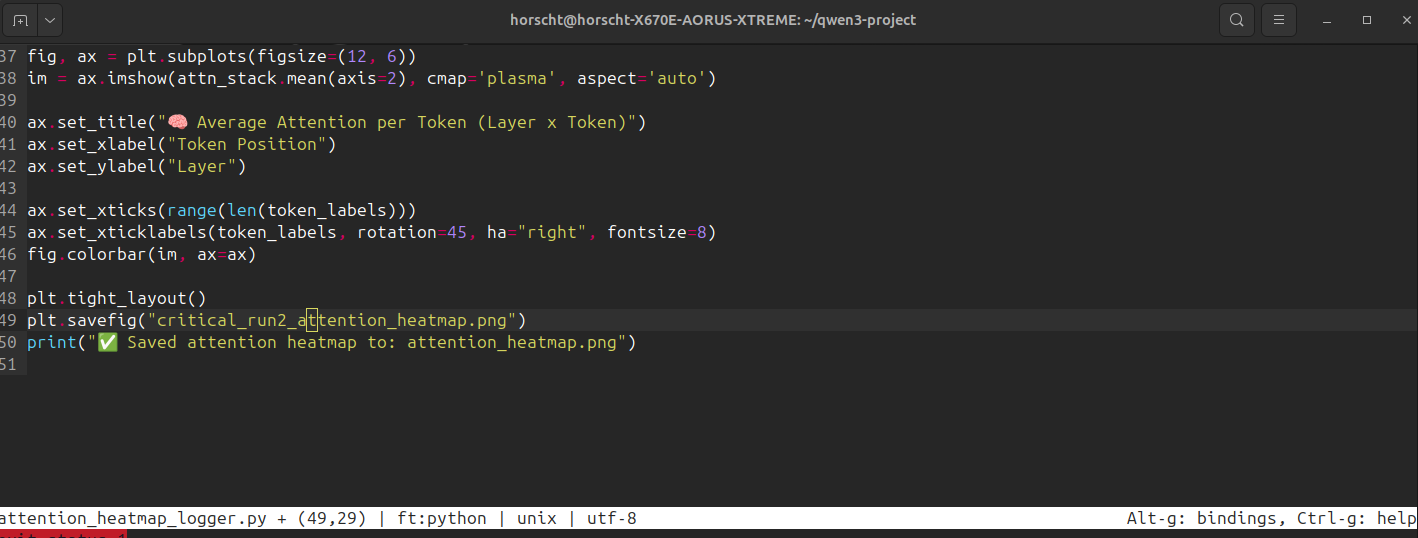 horscht@horscht-X670E-AORUS-XTREME: ~/qwen3-project
37 fig, ax = plt.subplots(figsize=(12, 6))
38 im = ax.imshow(attn_stack.mean(axis=2), cmap='plasma', aspect='auto')
39
40 ax.set_title("🧠 Average Attention per Token (Layer x Token)")
41 ax.set_xlabel("Token Position")
42 ax.set_ylabel("Layer")
43
44 ax.set_xticks(range(len(token_labels)))
45 ax.set_xticklabels(token_labels, rotation=45, ha="right", fontsize=8)
46 fig.colorbar(im, ax=ax)
47
48 plt.tight_layout()
49 plt.savefig("critical_run2_attention_heatmap.png")
50 print("✅ Saved attention heatmap to: attention_heatmap.png")
51
attention_heatmap_logger.py + (49,29) | ft:python | unix | utf-8 Alt-g: bindings, Ctrl-g: help
exit status 1